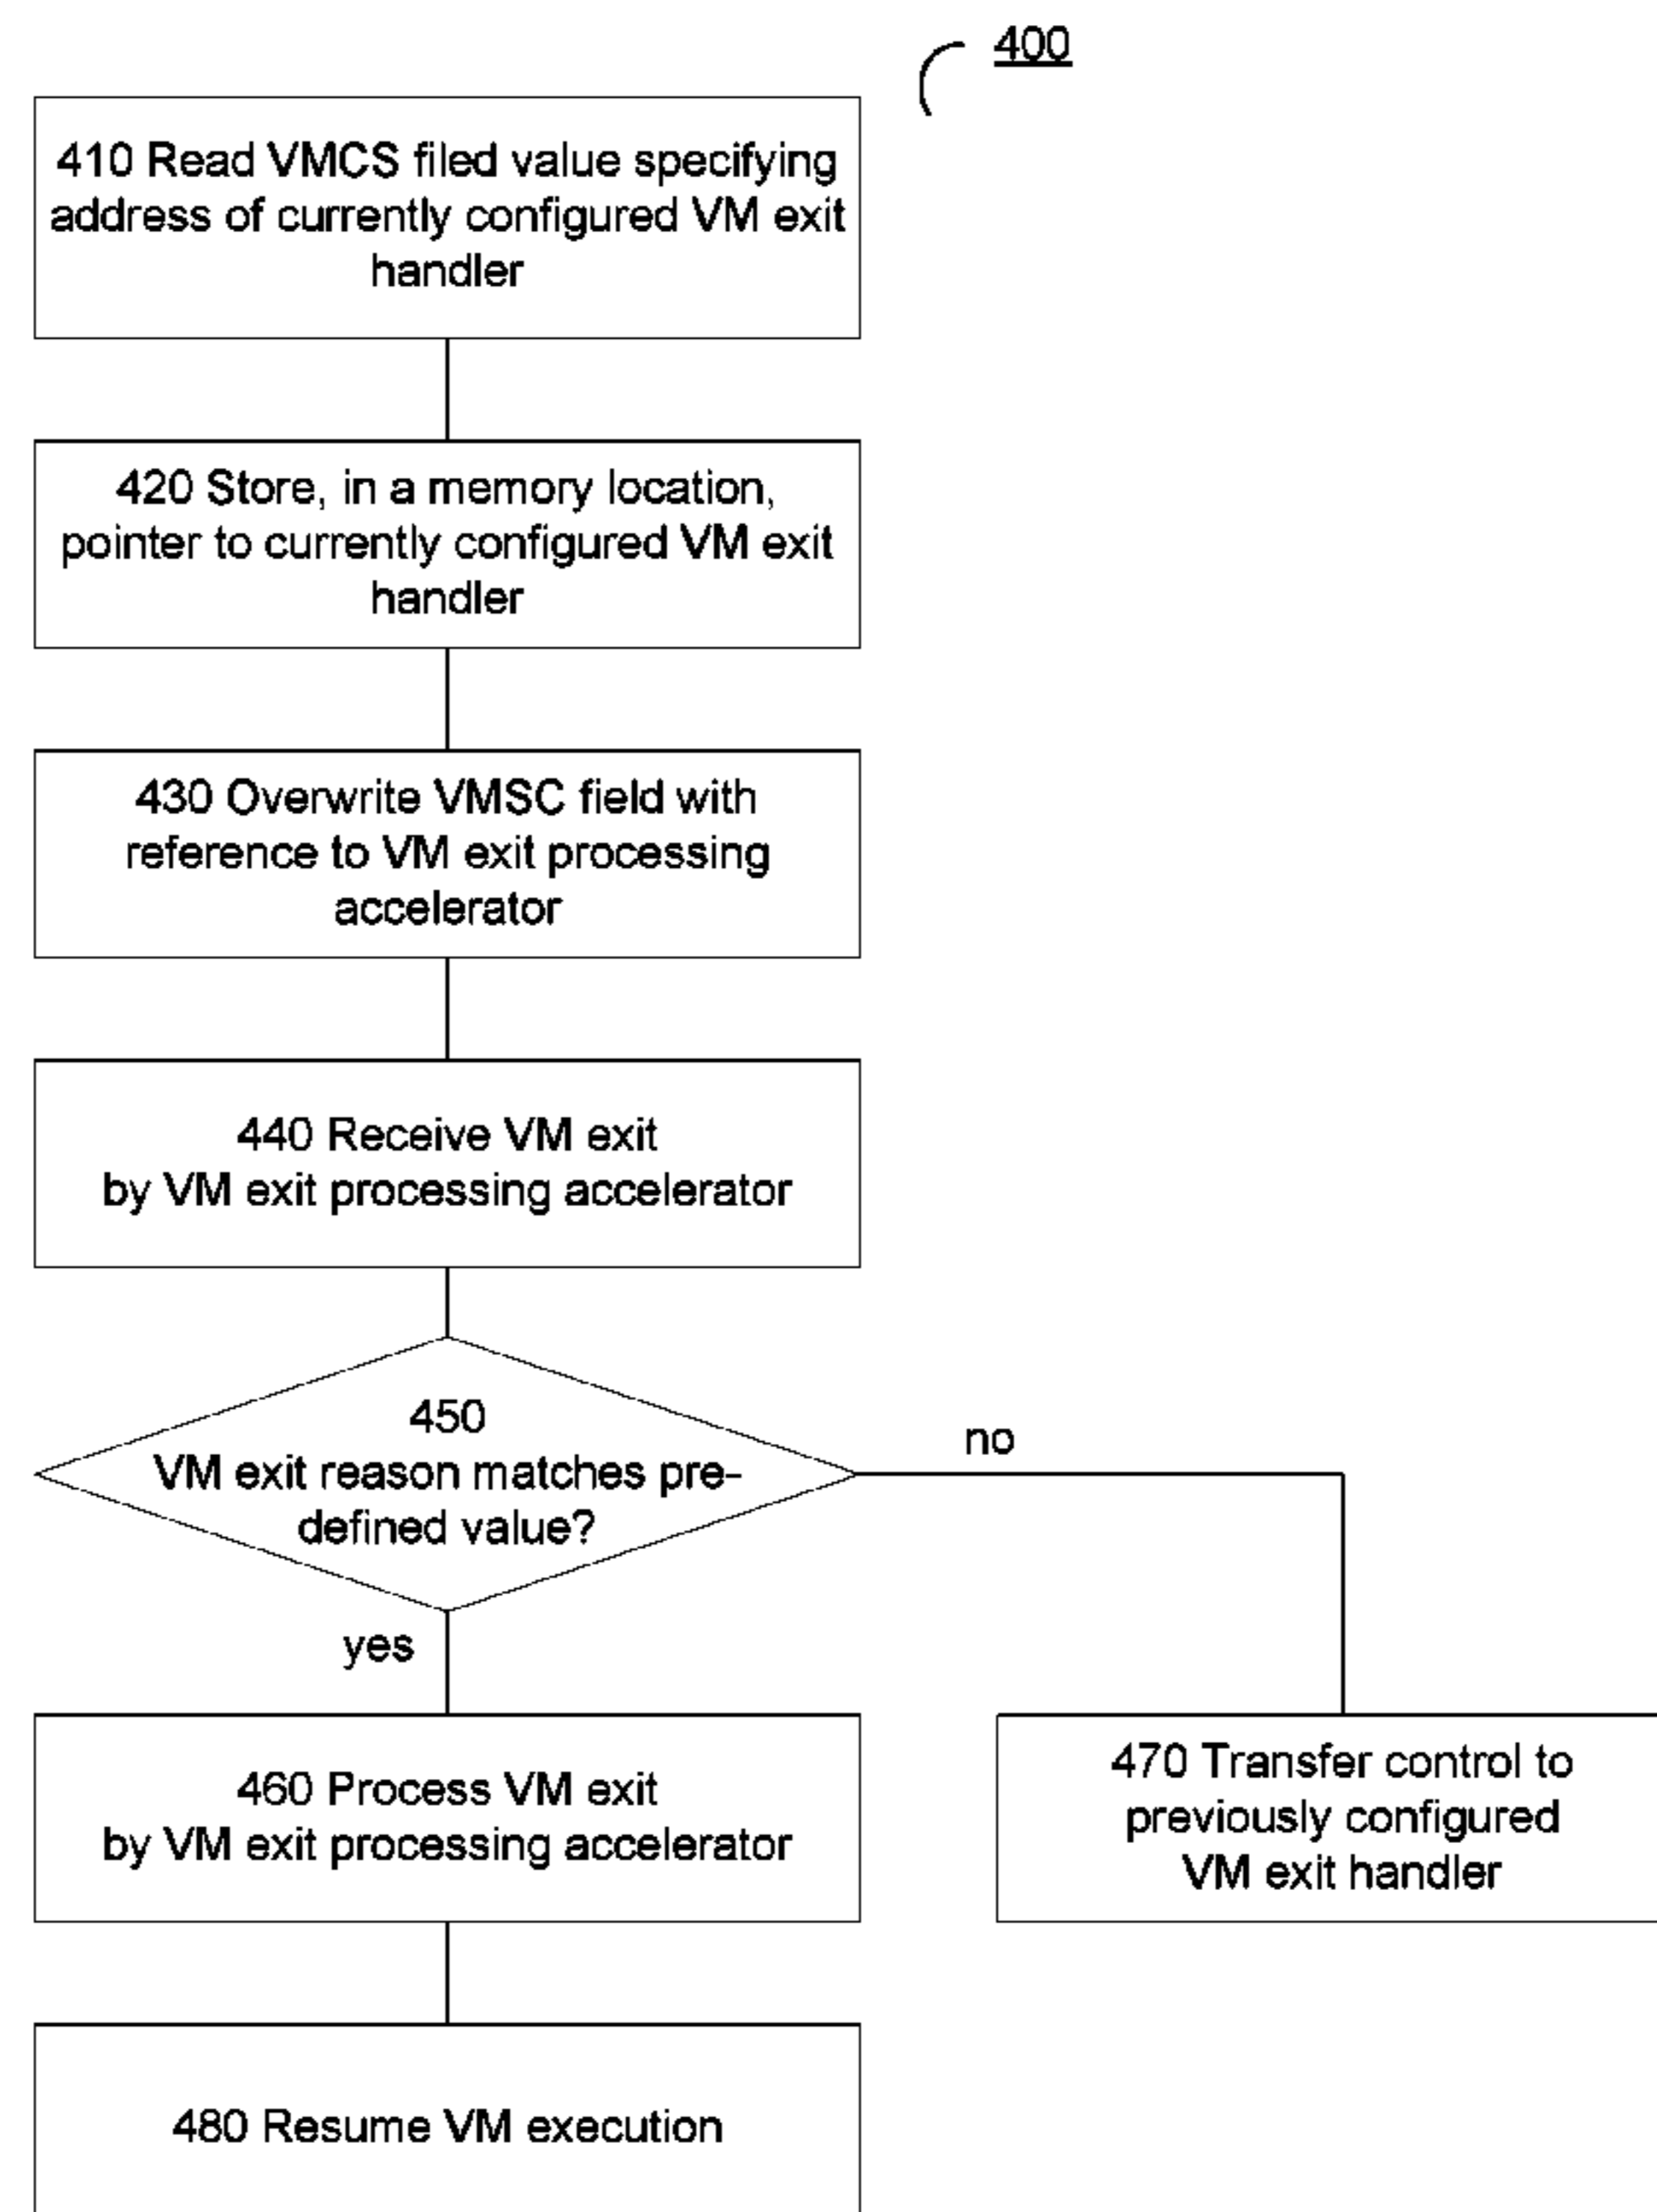 400
410 Read VMCS filed value specifying
address of currently configured VM exit
handler
420 Store, in a memory location,
pointer to currently configured VM exit
handler
430 Overwrite VMSC field with
reference to VM exit processing
accelerator
440 Receive VM exit
by VM exit processing accelerator
450
VM exit reason matches pre-
defined value?
no
yes
460 Process VM exit
by VM exit processing accelerator
470 Transfer control to
previously configured
VM exit handler
480 Resume VM execution